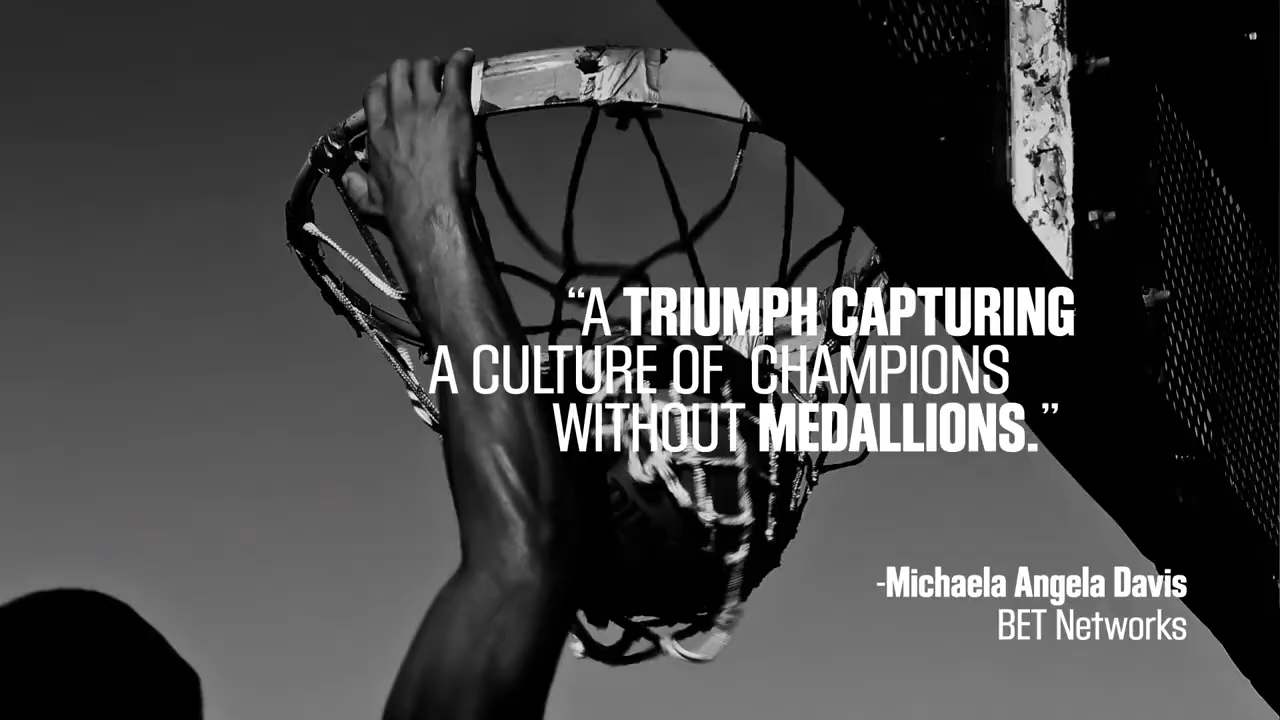 “A TRIUMPH CAPTURING
A CULTURE OF CHAMPIONS
WITHOUT MEDALLIONS.”
-Michaela Angela Davis
BET Networks